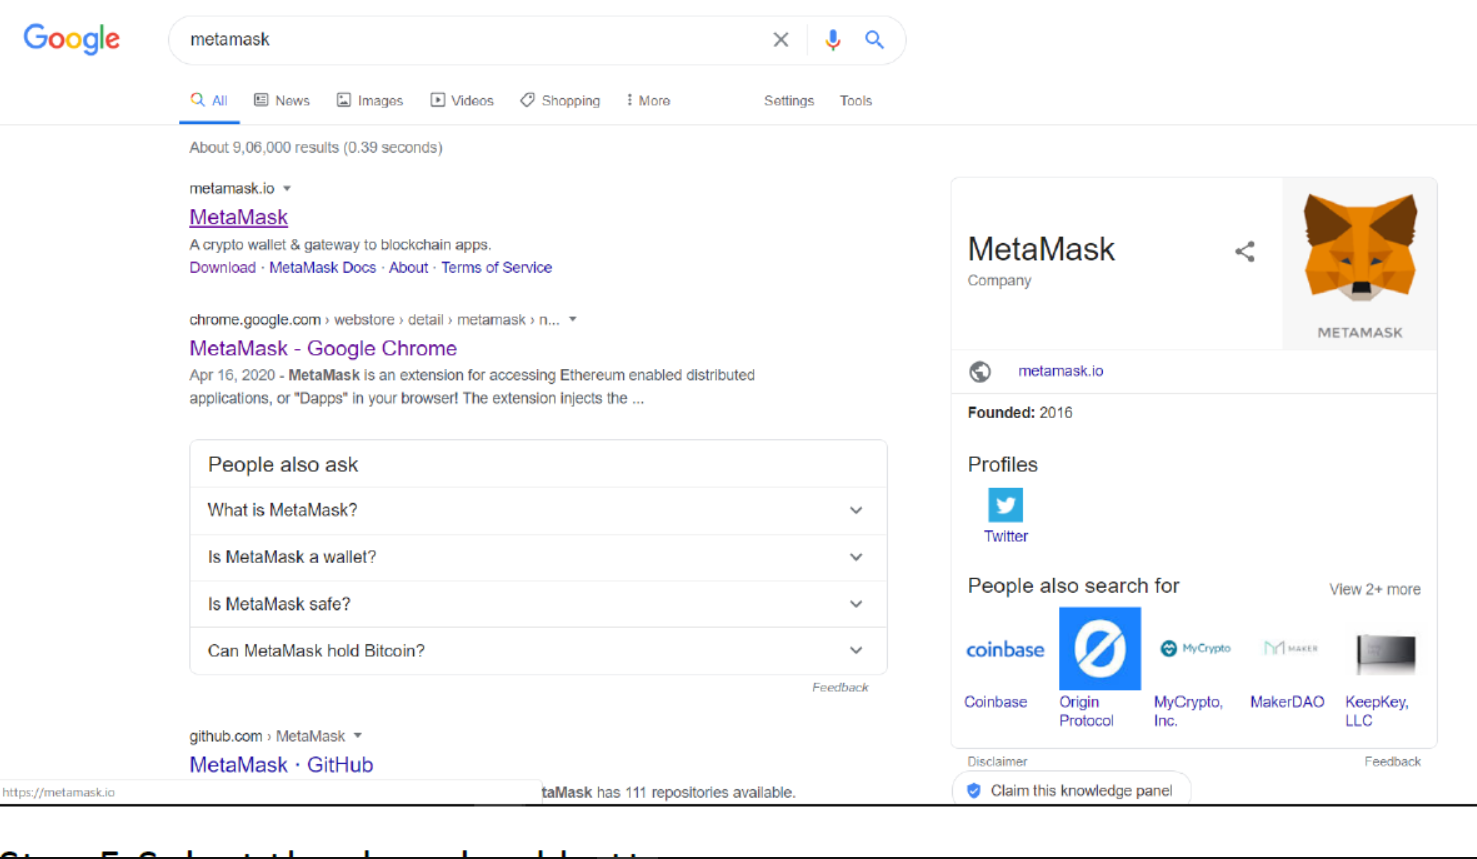 Google
metamask
All News Images Videos Shopping More Settings Tools
About 9,06,000 results (0.39 seconds)
metamask.io
MetaMask
A crypto wallet & gateway to blockchain apps.
Download · MetaMask Docs · About · Terms of Service
chrome.google.com › webstore › detail › metamask › n...
MetaMask - Google Chrome
Apr 16, 2020 - MetaMask is an extension for accessing Ethereum enabled distributed
applications, or "Dapps" in your browser! The extension injects the ...
People also ask
What is MetaMask?
Is MetaMask a wallet?
Is MetaMask safe?
Can MetaMask hold Bitcoin?
Feedback
github.com › MetaMask
MetaMask · GitHub
taMask has 111 repositories available.
https://metamask.io
MetaMask
Company
METAMASK
metamask.io
Founded: 2016
Profiles
Twitter
People also search for
View 2+ more
coinbase
MyCrypto
MAKER
Coinbase
Origin
Protocol
MyCrypto,
Inc.
MakerDAO
KeepKey,
LLC
Disclaimer
Feedback
Claim this knowledge panel